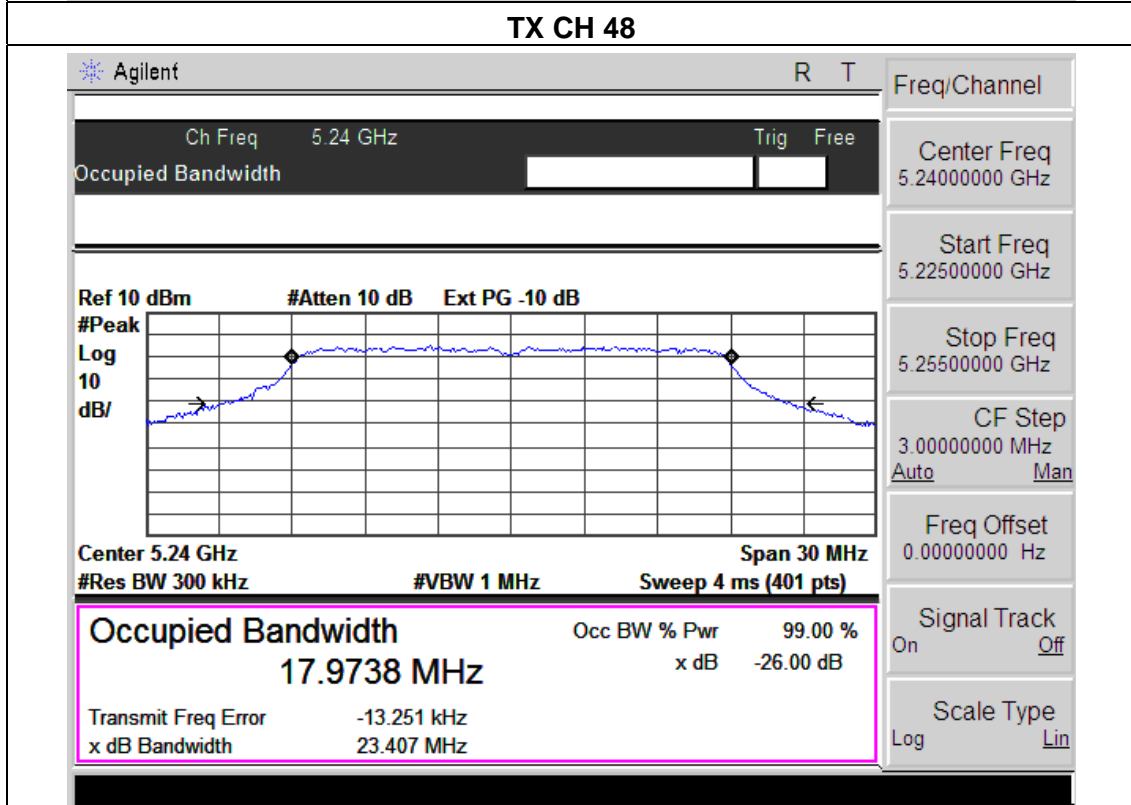 TX CH 48
Agilent R T
Freq/Channel
Ch Freq 5.24 GHz Trig Free
Occupied Bandwidth
Center Freq
5.24000000 GHz
Start Freq
5.22500000 GHz
Stop Freq
5.25500000 GHz
CF Step
3.00000000 MHz
Auto Man
Freq Offset
0.00000000 Hz
Signal Track
On Off
Scale Type
Log Lin
Ref 10 dBm #Atten 10 dB Ext PG -10 dB
#Peak
Log
10
dB/
Center 5.24 GHz Span 30 MHz
#Res BW 300 kHz #VBW 1 MHz Sweep 4 ms (401 pts)
Occupied Bandwidth Occ BW % Pwr 99.00 %
17.9738 MHz x dB -26.00 dB
Transmit Freq Error -13.251 kHz
x dB Bandwidth 23.407 MHz